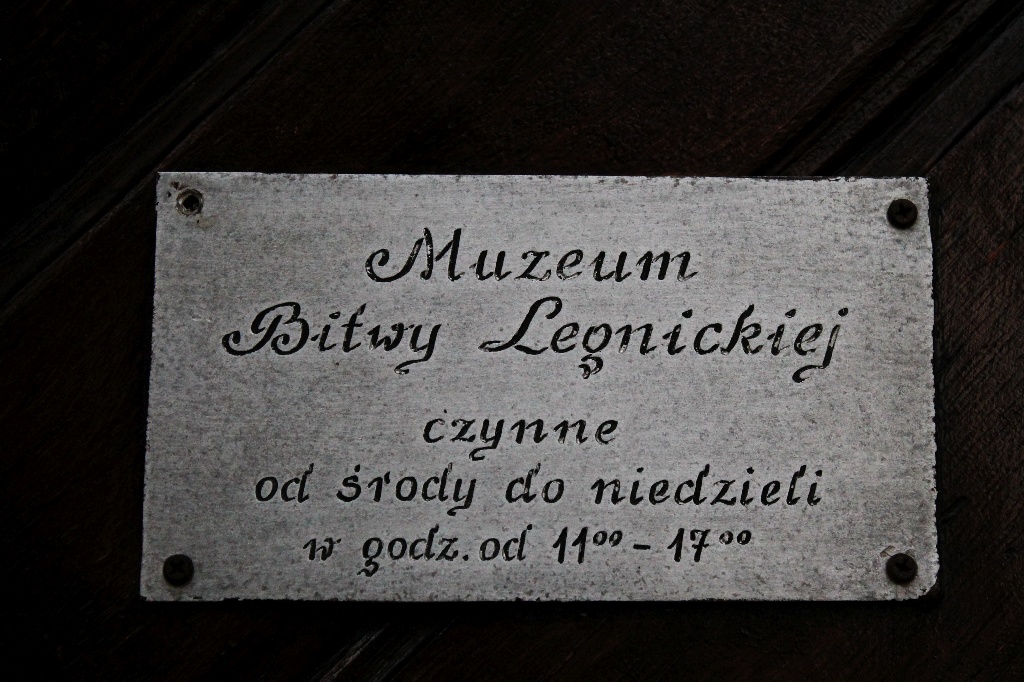 Muzeum
Bitwy Legnickiej
czynne
od środy do niedzieli
w godz. od 11⁰⁰ - 17⁰⁰